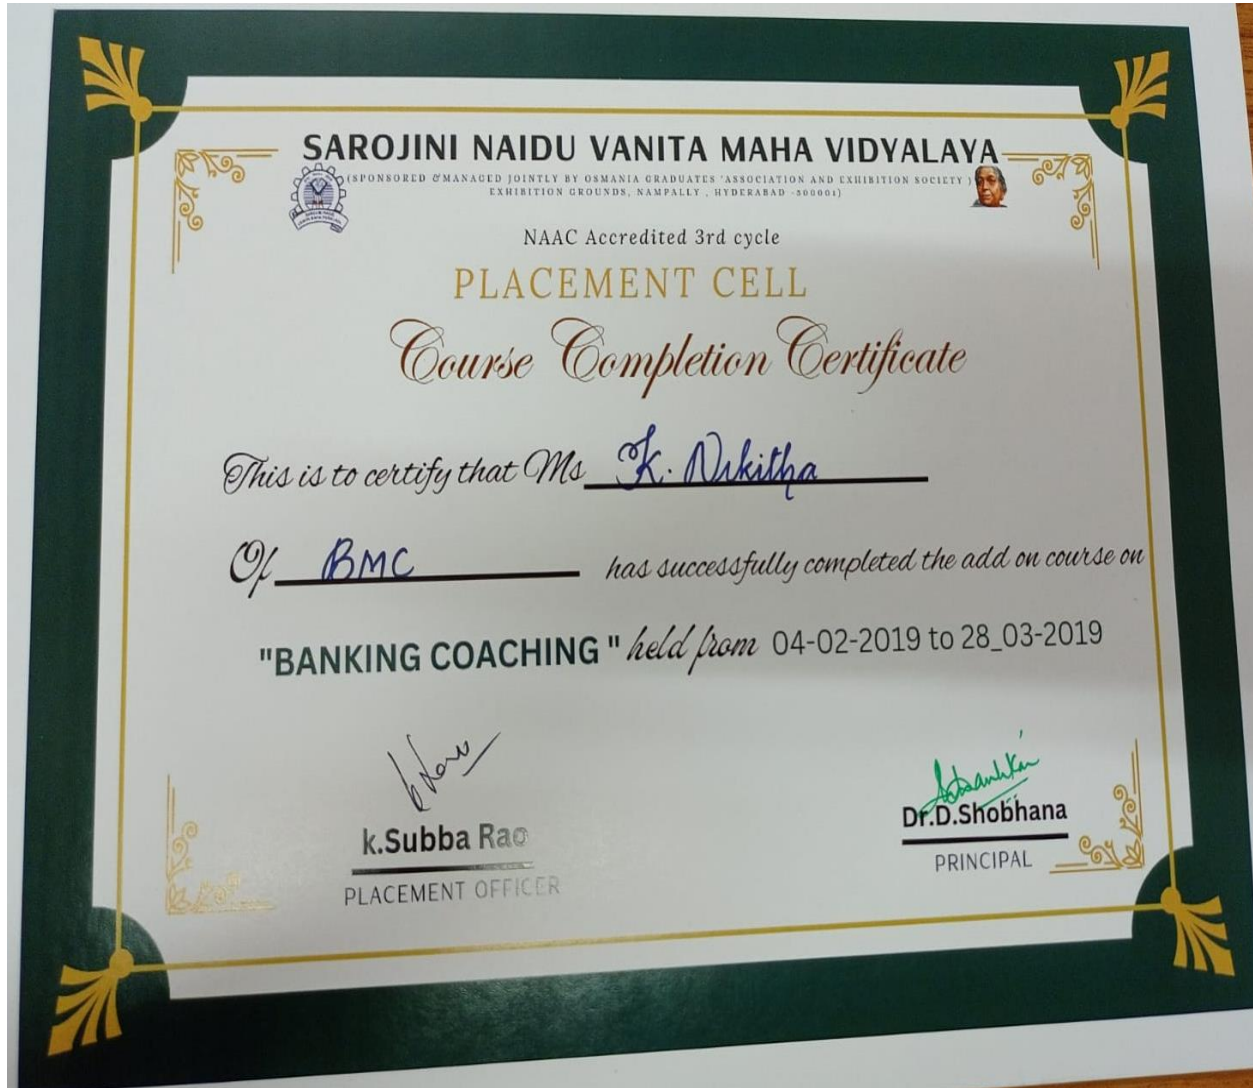 SAROJINI NAIDU VANITA MAHA VIDYALAYA
(SPONSORED & MANAGED JOINTLY BY OSMANIA GRADUATES 'ASSOCIATION AND EXHIBITION SOCIETY )
EXHIBITION GROUNDS, NAMPALLY , HYDERABAD -500001)
NAAC Accredited 3rd cycle
PLACEMENT CELL
Course Completion Certificate
This is to certify that Ms K. Nikitha
Of BMC has successfully completed the add on course on
"BANKING COACHING " held from 04-02-2019 to 28_03-2019
k.Subba Rao
PLACEMENT OFFICER
Dr.D.Shobhana
PRINCIPAL